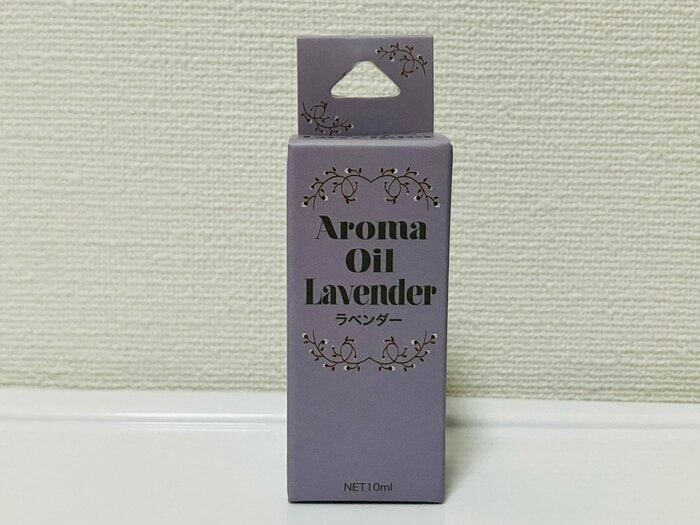 Aroma
Oil
Lavender
ラベンダー
NET10ml